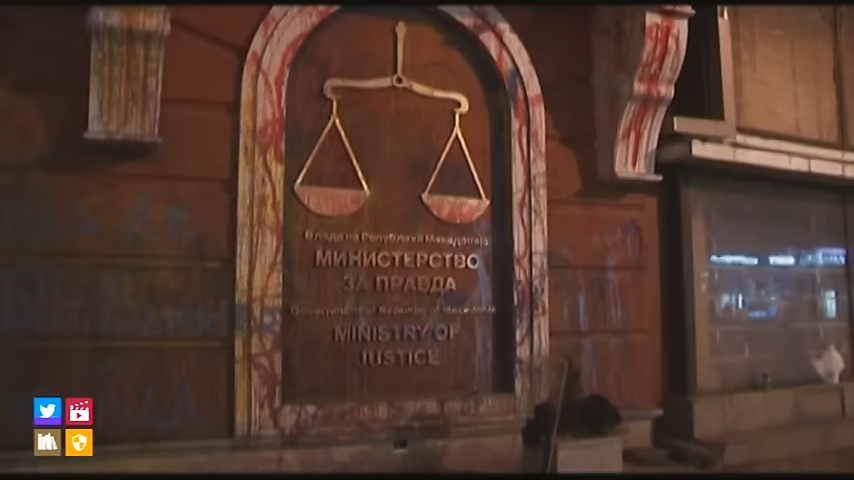 Влада на Република Македонија
МИНИСТЕРСТВО
ЗА ПРАВДА
Government of Republic of Macedonia
MINISTRY OF
JUSTICE